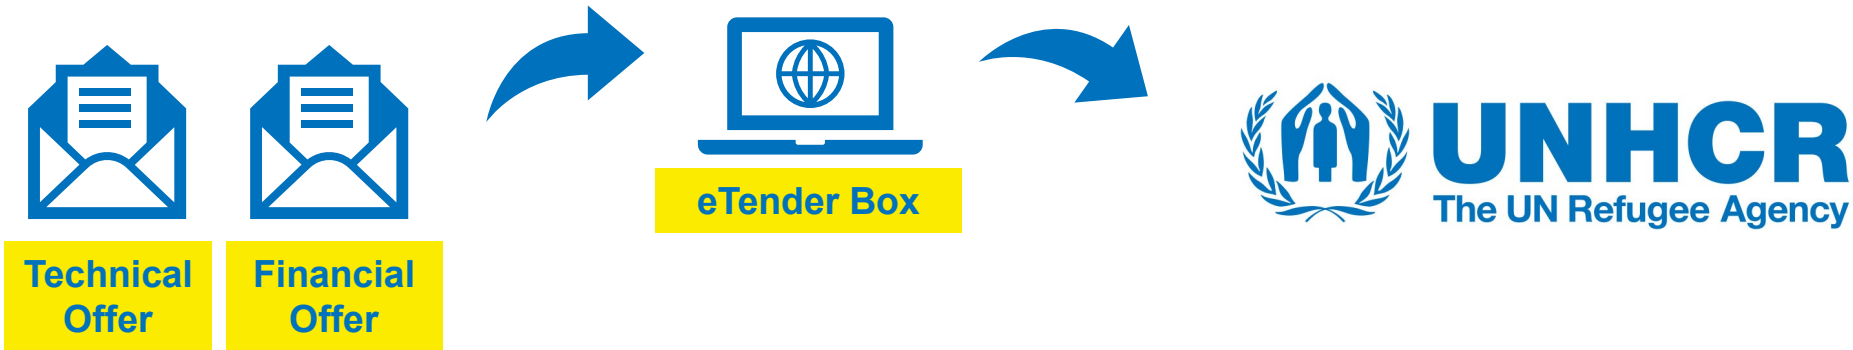 Technical
Offer
Financial
Offer
eTender Box
UNHCR
The UN Refugee Agency